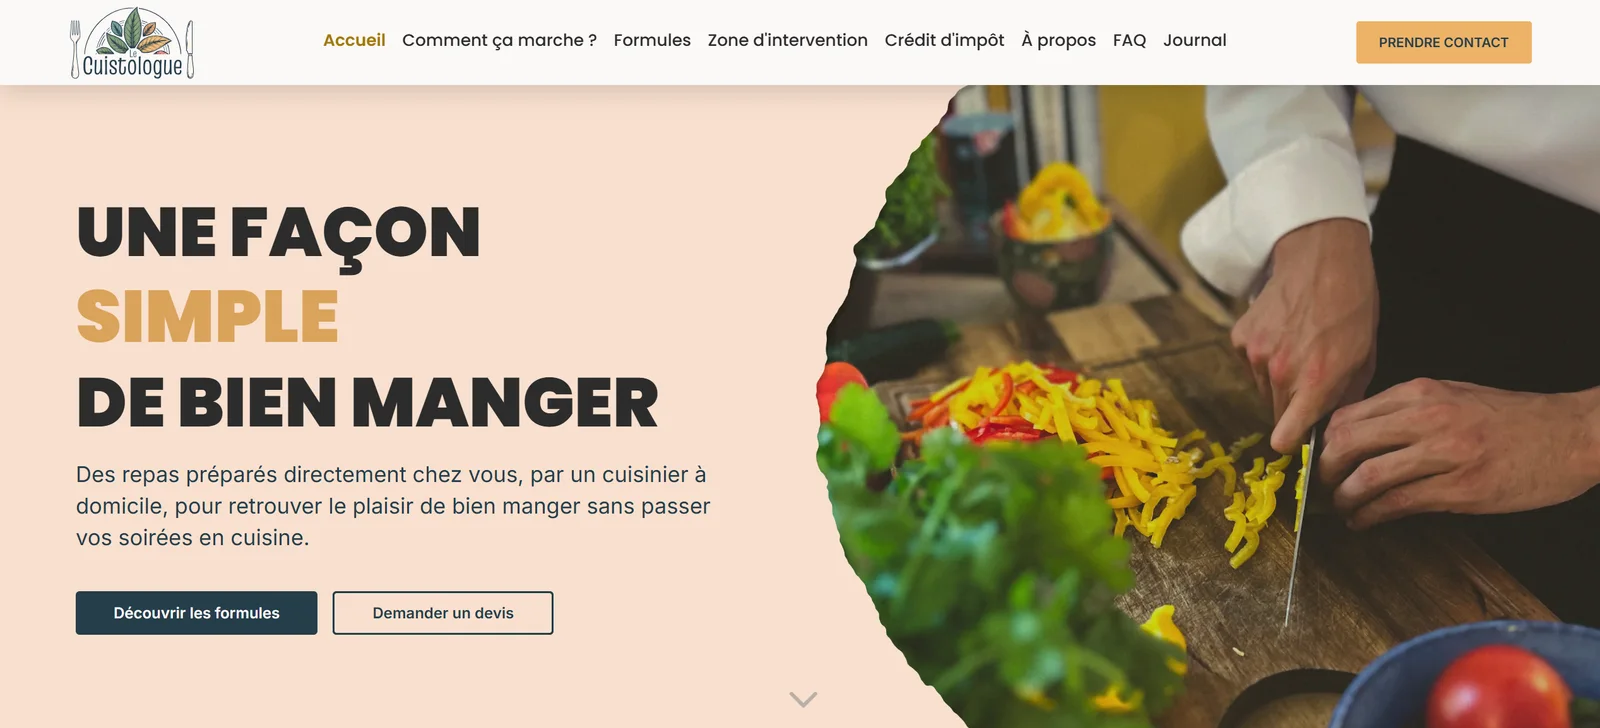 Le
Cuistologue
Accueil
Comment ça marche ?
Formules
Zone d'intervention
Crédit d'impôt
À propos
FAQ
Journal
PRENDRE CONTACT
UNE FAÇON
SIMPLE
DE BIEN MANGER
Des repas préparés directement chez vous, par un cuisinier à
domicile, pour retrouver le plaisir de bien manger sans passer
vos soirées en cuisine.
Découvrir les formules
Demander un devis